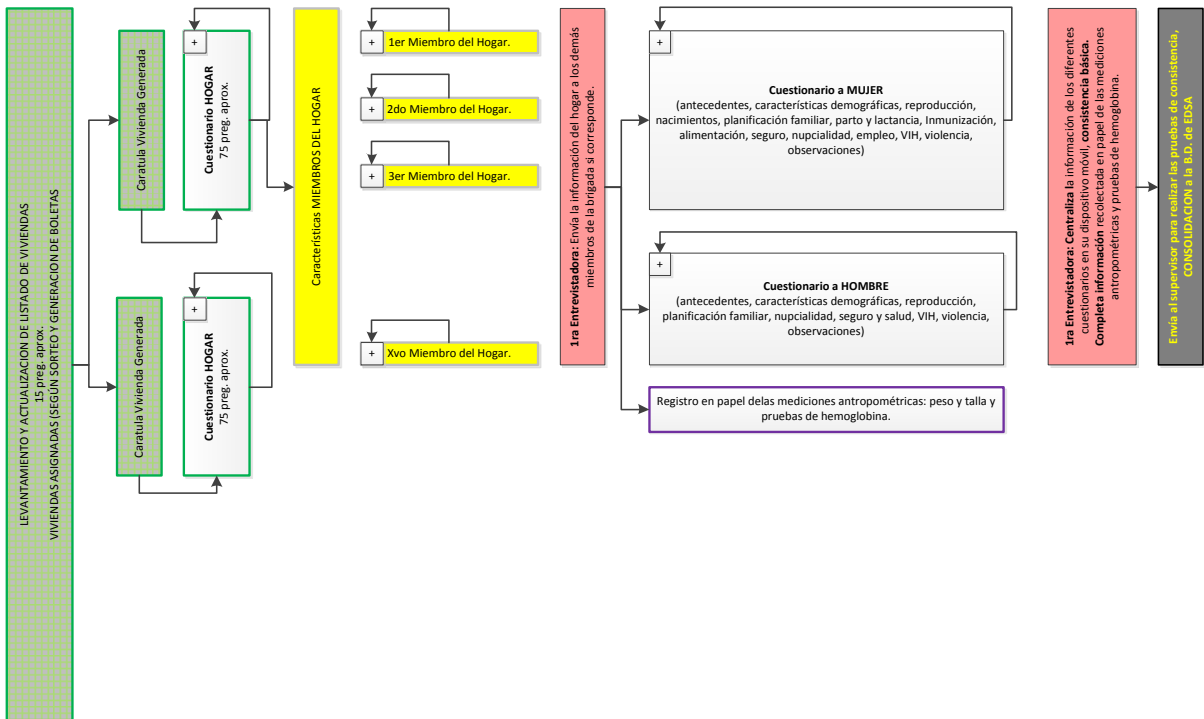 LEVANTAMIENTO Y ACTUALIZACION DE LISTADO DE VIVIENDAS
15 preg. aprox.
VIVIENDAS ASIGNADAS (SEGÚN SORTEO Y GENERACION DE BOLETAS
Caratula Vivienda Generada
+
Cuestionario HOGAR
75 preg. aprox.
Caratula Vivienda Generada
+
Cuestionario HOGAR
75 preg. aprox.
Características MIEMBROS DEL HOGAR
+
1er Miembro del Hogar.
+
2do Miembro del Hogar.
+
3er Miembro del Hogar.
+
Xvo Miembro del Hogar.
1ra Entrevistadora: Envía la información del hogar a los demás
miembros de la brigada si corresponde.
+
Cuestionario a MUJER
(antecedentes, características demográficas, reproducción,
nacimientos, planificación familiar, parto y lactancia, Inmunización,
alimentación, seguro, nupcialidad, empleo, VIH, violencia,
observaciones)
+
Cuestionario a HOMBRE
(antecedentes, características demográficas, reproducción,
planificación familiar, nupcialidad, seguro y salud, VIH, violencia,
observaciones)
Registro en papel delas mediciones antropométricas: peso y talla y
pruebas de hemoglobina.
1ra Entrevistadora: Centraliza la información de los diferentes
cuestionarios en su dispositivo móvil, consistencia básica.
Completa información recolectada en papel de las mediciones
antropométricas y pruebas de hemoglobina.
Envía al supervisor para realizar las pruebas de consistencia,
CONSOLIDACION a la B.D. de EDSA